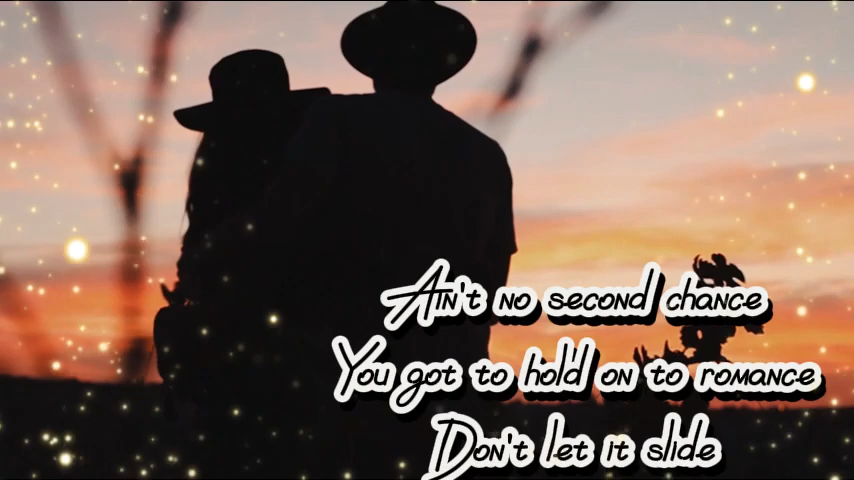 Ain't no second chance
You got to hold on to romance
Don't let it slide